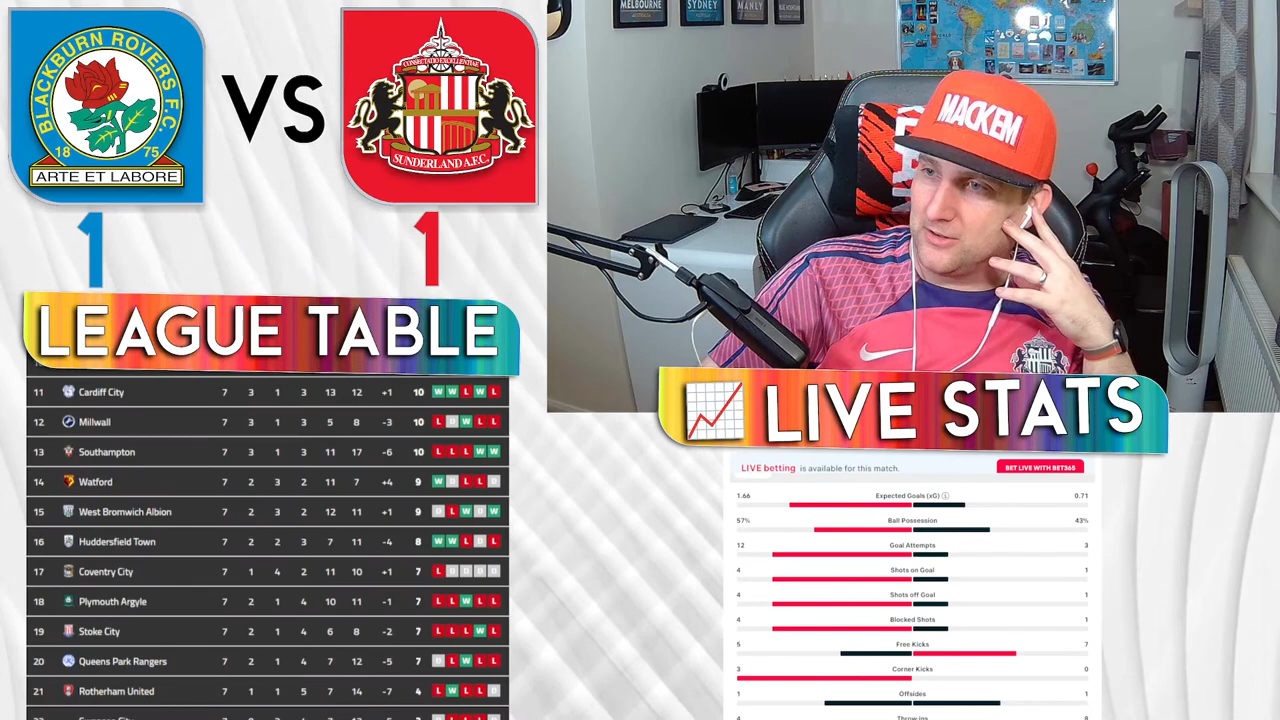 BLACKBURN ROVERS F.C.
18 75
ARTE ET LABORE
VS
CONSECTATIO EXCELLENTIAE
SUNDERLAND A.F.C.
1 1
MELBOURNE
SYDNEY
MANLY
MACKEM
LEAGUE TABLE
11 Cardiff City 7 3 1 3 13 12 +1 10 W W L W L
12 Millwall 7 3 1 3 5 8 -3 10 L D W L L
13 Southampton 7 3 1 3 11 17 -6 10 L L L W W
14 Watford 7 2 3 2 11 7 +4 9 W D L L D
15 West Bromwich Albion 7 2 3 2 12 11 +1 9 D L W D W
16 Huddersfield Town 7 2 2 3 7 11 -4 8 W W L D L
17 Coventry City 7 1 4 2 11 10 +1 7 L D D D D
18 Plymouth Argyle 2 1 4 10 11 -1 7 L L W L L
19 Stoke City 7 2 1 4 6 8 -2 7 L L L W L
20 Queens Park Rangers 7 2 1 4 7 12 -5 7 D L W L L
21 Rotherham United 7 1 1 5 7 14 -7 4 L W L L D
LIVE STATS
LIVE betting is available for this match.
BET LIVE WITH BET365
1.66 Expected Goals (xG) 0.71
57% Ball Possession 43%
12 Goal Attempts 3
4 Shots on Goal 1
4 Shots off Goal 1
4 Blocked Shots 1
5 Free Kicks 7
3 Corner Kicks 0
1 Offsides 1
4 Throw-ins 8